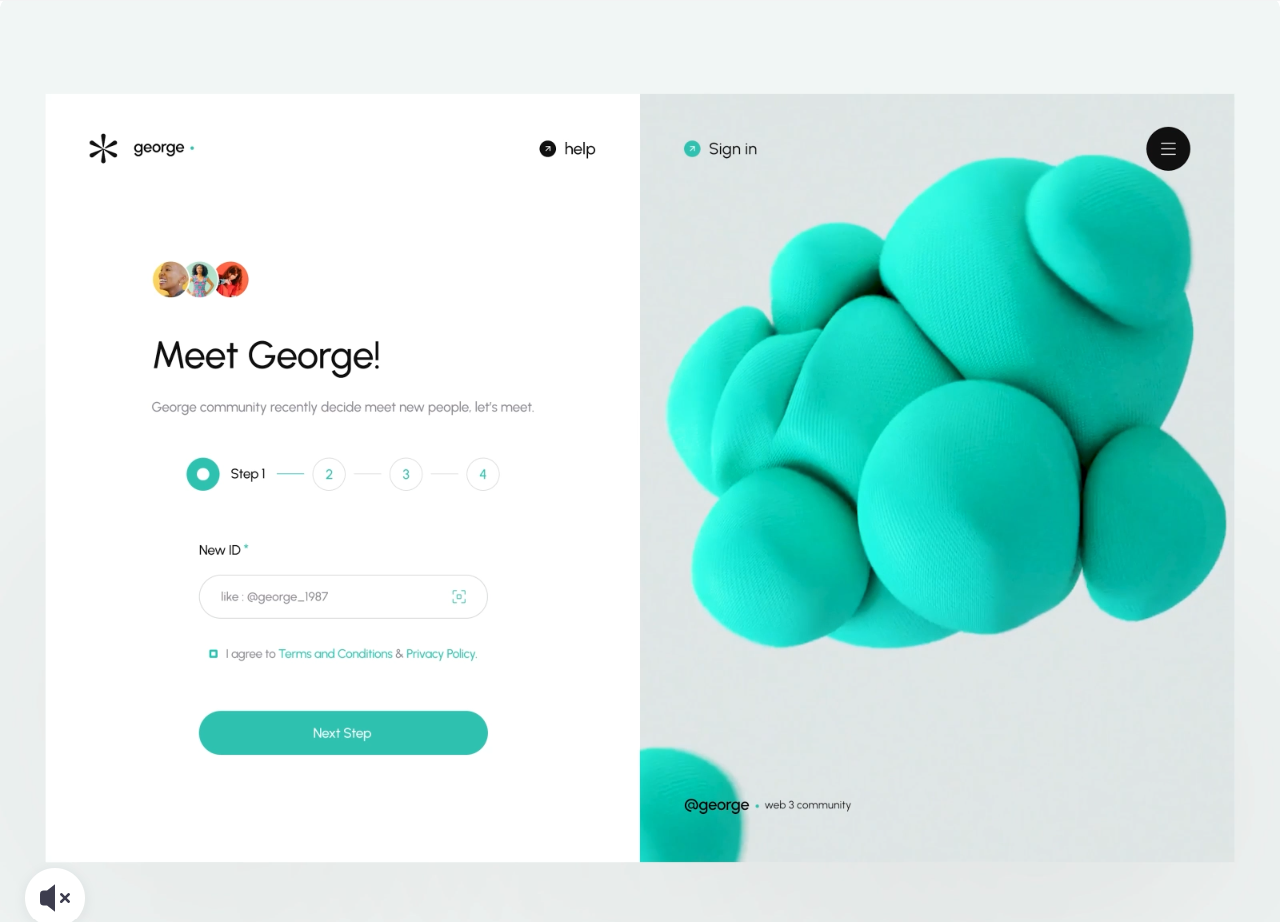 george
help
Sign in
Meet George!
George community recently decide meet new people. let's meet.
Step 1 2 3 4
New ID *
like : @george_1987
I agree to Terms and Conditions & Privacy Policy.
Next Step
@george • web 3 community